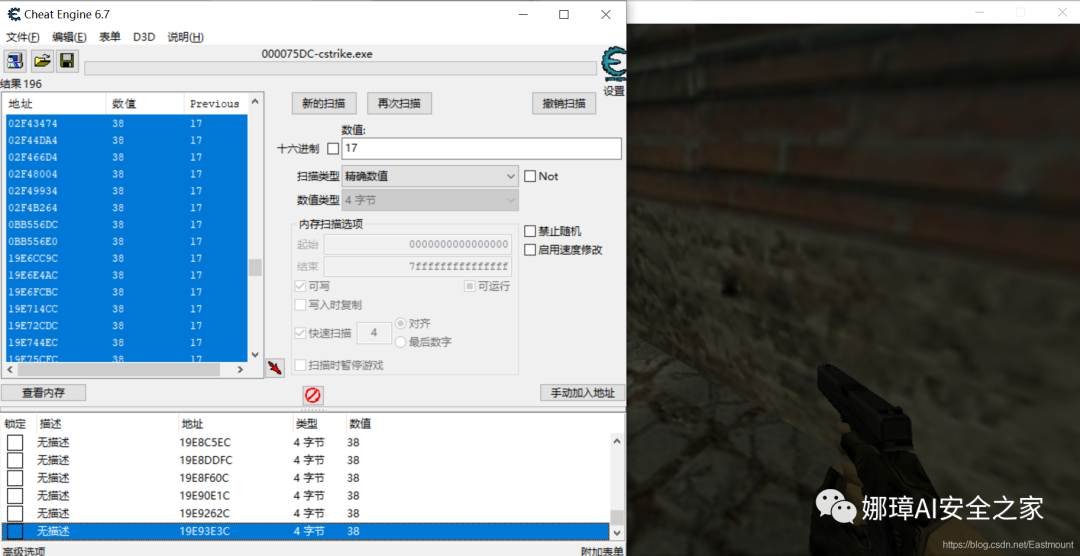 Cheat Engine 6.7
文件(F) 编辑(E) 表单 D3D 说明(H)
000075DC-cstrike.exe
结果 196
设置
地址 数值 Previous
02F43474 38 17
02F44DA4 38 17
02F466D4 38 17
02F48004 38 17
02F49934 38 17
02F4B264 38 17
0BB556DC 38 17
0BB556E0 38 17
19E6CC9C 38 17
19E6E4AC 38 17
19E6FCBC 38 17
19E714CC 38 17
19E72CDC 38 17
19E744EC 38 17
19E75CFC 38 17
新的扫描 再次扫描 撤销扫描
数值:
十六进制 17
扫描类型 精确数值 Not
数值类型 4 字节
内存扫描选项
起始 0000000000000000
结束 7fffffffffffffff
可写 可运行
写入时复制
快速扫描 4 对齐
最后数字
扫描时暂停游戏
禁止随机
启用速度修改
查看内存 手动加入地址
锁定 描述 地址 类型 数值
无描述 19E8C5EC 4 字节 38
无描述 19E8DDFC 4 字节 38
无描述 19E8F60C 4 字节 38
无描述 19E90E1C 4 字节 38
无描述 19E9262C 4 字节 38
无描述 19E93E3C 4 字节 38
高级选项 附加表单
娜璋AI安全之家
https://blog.csdn.net/Eastmount